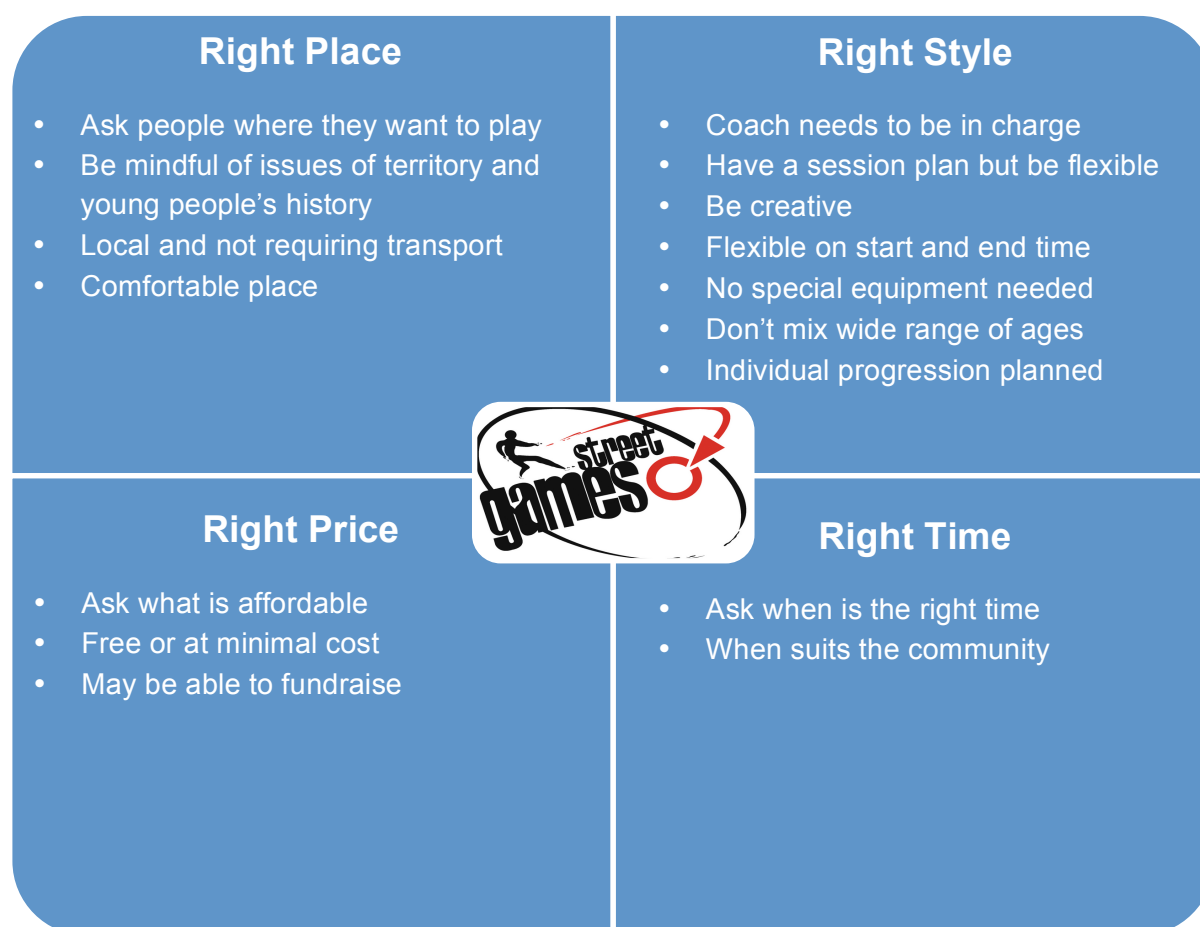 Right Place
• Ask people where they want to play
• Be mindful of issues of territory and
young people’s history
• Local and not requiring transport
• Comfortable place
Right Style
• Coach needs to be in charge
• Have a session plan but be flexible
• Be creative
• Flexible on start and end time
• No special equipment needed
• Don’t mix wide range of ages
• Individual progression planned
street
games
Right Price
• Ask what is affordable
• Free or at minimal cost
• May be able to fundraise
Right Time
• Ask when is the right time
• When suits the community